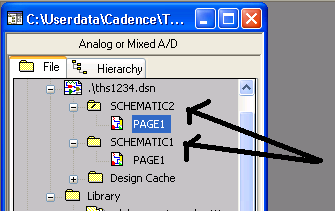 C:\Userdata\Cadence\T...
Analog or Mixed A/D
File
Hierarchy
.\ths1234.dsn
SCHEMATIC2
PAGE1
SCHEMATIC1
PAGE1
Design Cache
Library